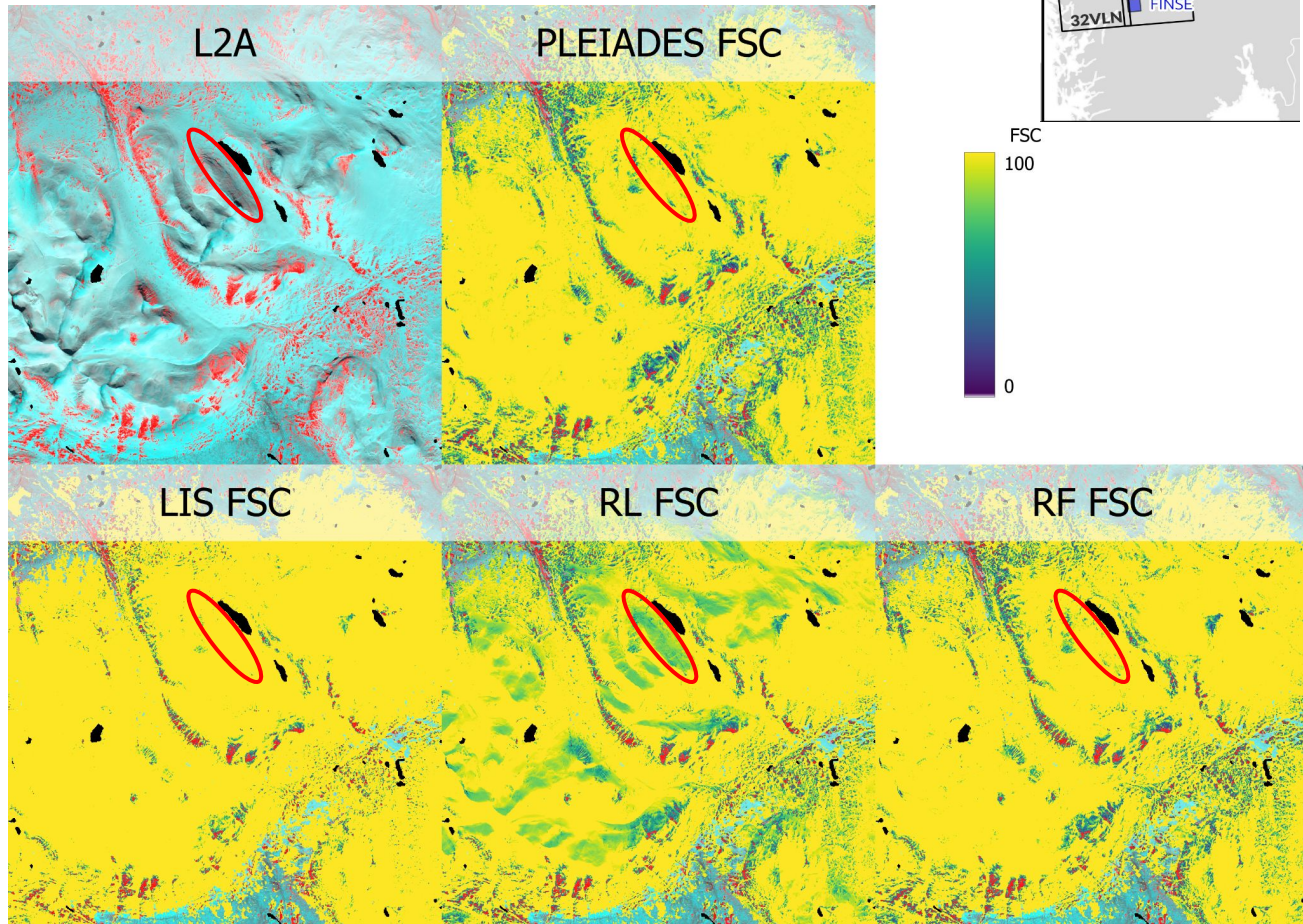 L2A
PLEIADES FSC
FINSE
32VLN
FSC
100
0
LIS FSC
RL FSC
RF FSC